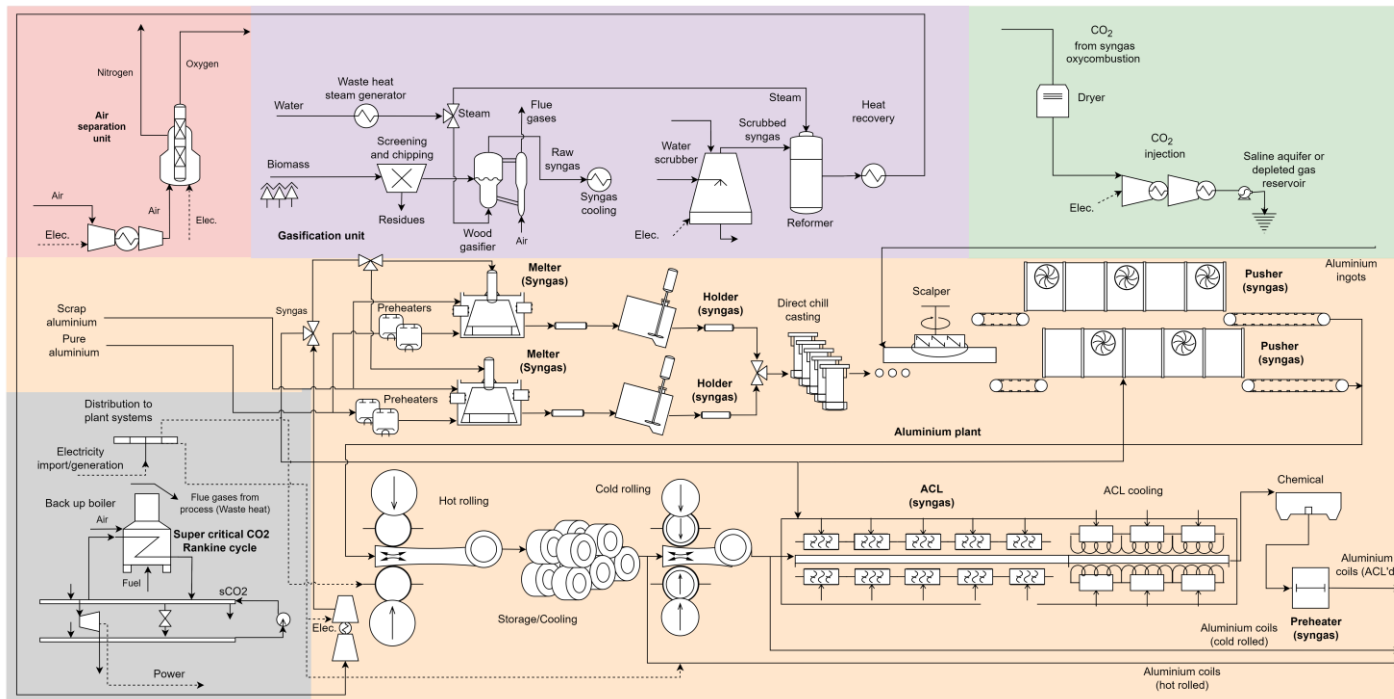 Nitrogen
Oxygen
Air
separation
unit
Air
Air
Elec.
Elec.
Waste heat
steam generator
Water
Steam
Flue
gases
Screening
and chipping
Biomass
Residues
Raw
syngas
Syngas
cooling
Wood
gasifier
Air
Gasification unit
Steam
Heat
recovery
Scrubbed
syngas
Water
scrubber
Elec.
Reformer
CO2
from syngas
oxycombustion
Dryer
CO2
injection
Saline aquifer or
depleted gas
reservoir
Elec.
Syngas
Scrap
aluminium
Pure
aluminium
Preheaters
Melter
(Syngas)
Holder
(syngas)
Preheaters
Melter
(Syngas)
Holder
(syngas)
Direct chill
casting
Scalper
Aluminium
ingots
Pusher
(syngas)
Pusher
(syngas)
Aluminium plant
Distribution to
plant systems
Electricity
import/generation
Back up boiler
Flue gases from
process (Waste heat)
Air
Super critical CO2
Rankine cycle
Fuel
sCO2
Power
Elec.
Hot rolling
Storage/Cooling
Cold rolling
ACL
(syngas)
ACL cooling
Chemical
Aluminium
coils (ACL'd
Preheater
(syngas)
Aluminium coils
(cold rolled)
Aluminium coils
(hot rolled)